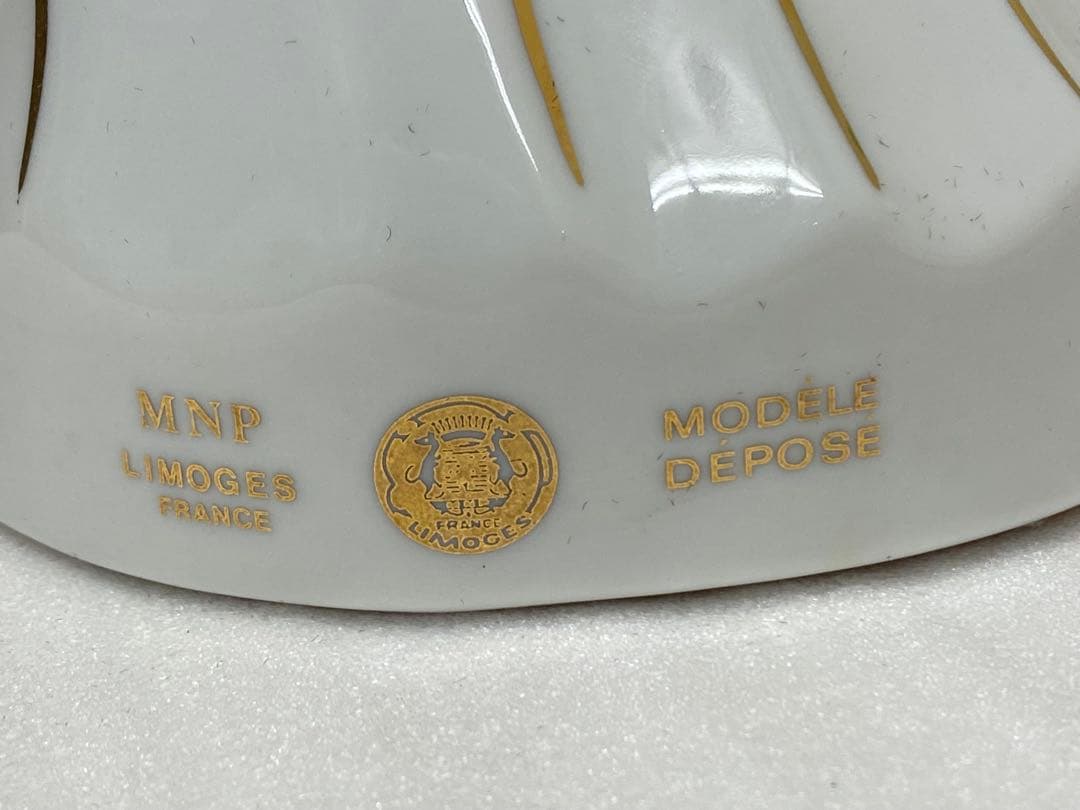 MNP
LIMOGES
FRANCE
FRANCE
LIMOGES
MODÈLE
DÉPOSE